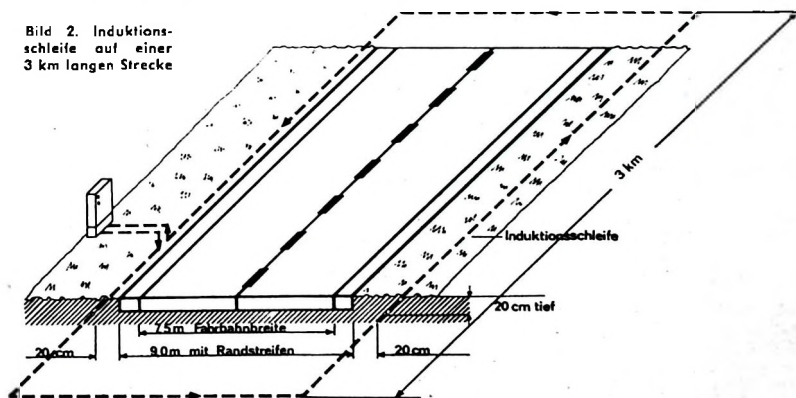 Bild 2. Induktions-
schleife auf einer
3 km langen Strecke
3 km
Induktionsschleife
20 cm tief
7,5 m Fahrbahnbreite
20 cm
9,0 m mit Randstreifen
20 cm